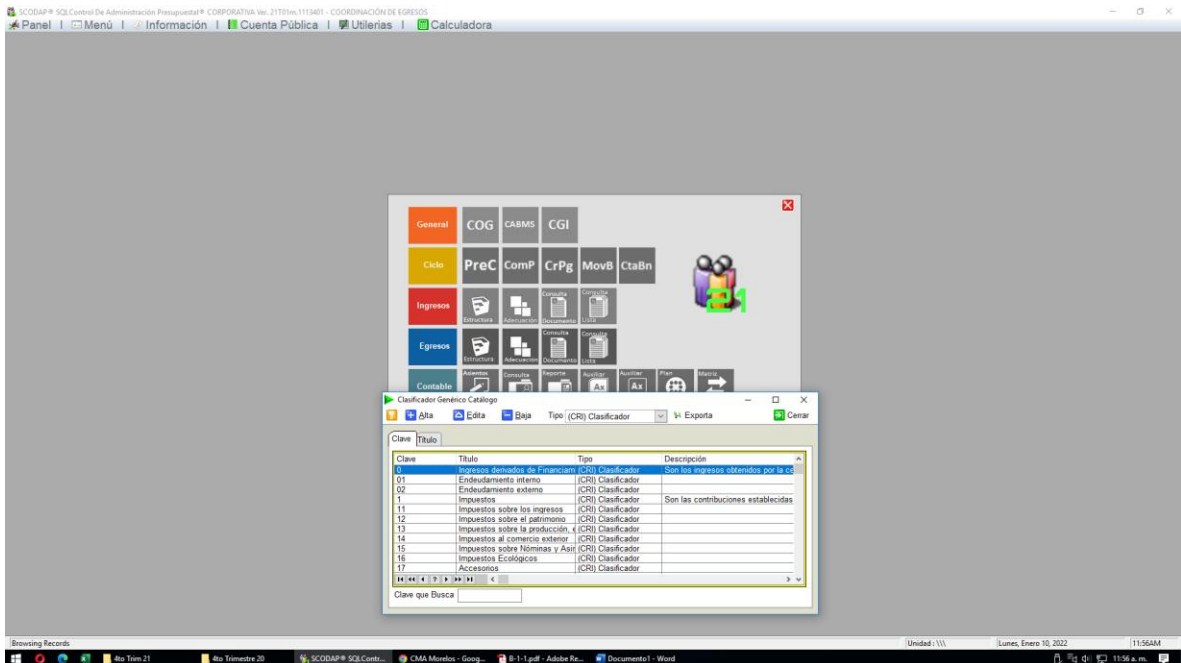 SCODAP® SQLControl De Administración Presupuestal® CORPORATIVA Ver. 21T01m.1113401 - COORDINACIÓN DE EGRESOS
Panel | Menú | Información | Cuenta Pública | Utilerias | Calculadora
General COG CABMS CGI
Ciclo PreC ComP CrPg MovB CtaBn
21
Ingresos Estructura Adecuación Consulta Documento Consulta Lista
Egresos Estructura Adecuación Consulta Documento Consulta Lista
Contable Asientos Consulta Reporte Auxiliar Ax Auxiliar Ax Plan Matriz
Clasificador Genérico Catálogo
Alta Edita Baja Tipo (CRI) Clasificador Exporta Cerrar
Clave Título
Clave Título Tipo Descripción
0 Ingresos derivados de Financiam (CRI) Clasificador Son los ingresos obtenidos por la ce
01 Endeudamiento interno (CRI) Clasificador
02 Endeudamiento externo (CRI) Clasificador
1 Impuestos (CRI) Clasificador Son las contribuciones establecidas
11 Impuestos sobre los ingresos (CRI) Clasificador
12 Impuestos sobre el patrimonio (CRI) Clasificador
13 Impuestos sobre la producción, (CRI) Clasificador
14 Impuestos al comercio exterior (CRI) Clasificador
15 Impuestos sobre Nóminas y Asim (CRI) Clasificador
16 Impuestos Ecológicos (CRI) Clasificador
17 Accesorios (CRI) Clasificador
Clave que Busca
Browsing Records Unidad : \\\ Lunes, Enero 10, 2022 11:56AM
4to Trim 21 4to Trimestre 20 SCODAP® SQLContr... CMA Morelos - Goog... B-1-1.pdf - Adobe Re... Documento1 - Word 11:56 a. m.